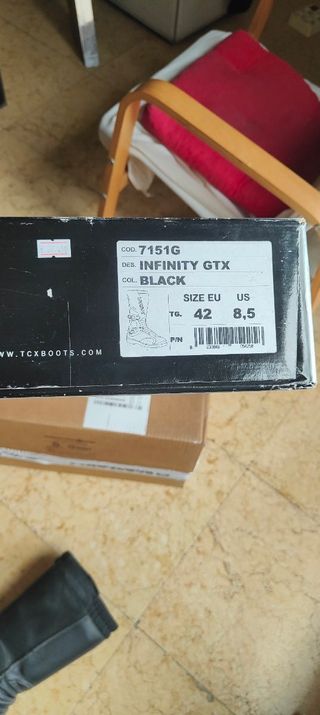 COD. 7151G
DES. INFINITY GTX
COL. BLACK
SIZE EU US
TG. 42 8,5
P/N
WWW.TCXBOOTS.COM